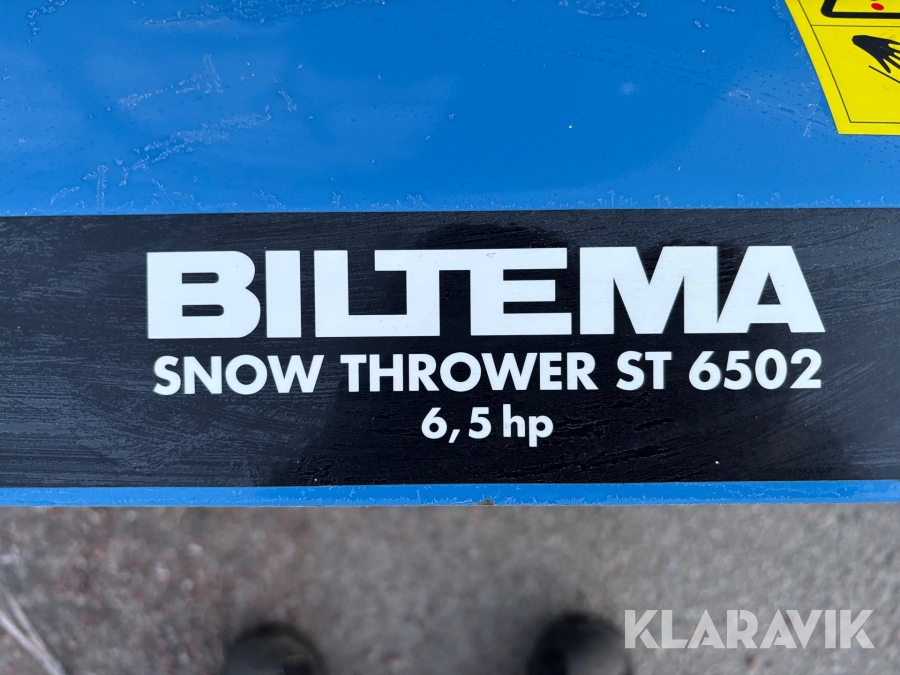 BILTEMA
SNOW THROWER ST 6502
6,5 hp
KLARAVIK